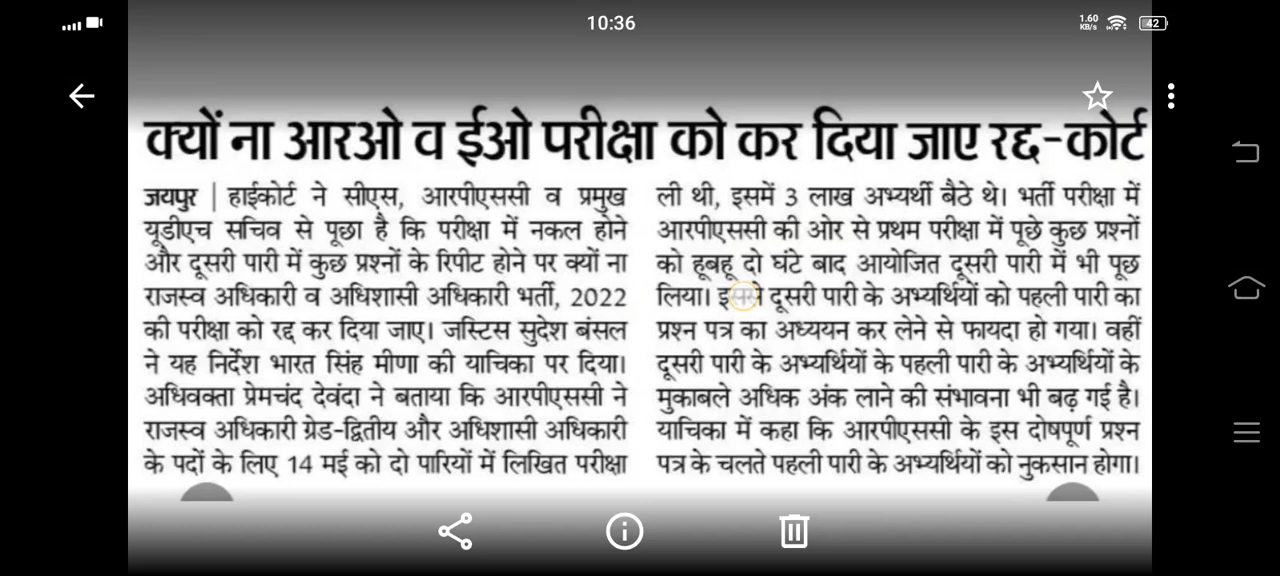 10:36
1.60
KB/s
42
क्यों ना आरओ व ईओ परीक्षा को कर दिया जाए रद्द-कोर्ट
जयपुर | हाईकोर्ट ने सीएस, आरपीएससी व प्रमुख
यूडीएच सचिव से पूछा है कि परीक्षा में नकल होने
और दूसरी पारी में कुछ प्रश्नों के रिपीट होने पर क्यों ना
राजस्व अधिकारी व अधिशासी अधिकारी भर्ती, 2022
की परीक्षा को रद्द कर दिया जाए। जस्टिस सुदेश बंसल
ने यह निर्देश भारत सिंह मीणा की याचिका पर दिया।
अधिवक्ता प्रेमचंद देवंदा ने बताया कि आरपीएससी ने
राजस्व अधिकारी ग्रेड-द्वितीय और अधिशासी अधिकारी
के पदों के लिए 14 मई को दो पारियों में लिखित परीक्षा
ली थी, इसमें 3 लाख अभ्यर्थी बैठे थे। भर्ती परीक्षा में
आरपीएससी की ओर से प्रथम परीक्षा में पूछे कुछ प्रश्नों
को हूबहू दो घंटे बाद आयोजित दूसरी पारी में भी पूछ
लिया। दूसरी पारी के अभ्यर्थियों को पहली पारी का
प्रश्न पत्र का अध्ययन कर लेने से फायदा हो गया। वहीं
दूसरी पारी के अभ्यर्थियों के पहली पारी के अभ्यर्थियों के
मुकाबले अधिक अंक लाने की संभावना भी बढ़ गई है।
याचिका में कहा कि आरपीएससी के इस दोषपूर्ण प्रश्न
पत्र के चलते पहली पारी के अभ्यर्थियों को नुकसान होगा।